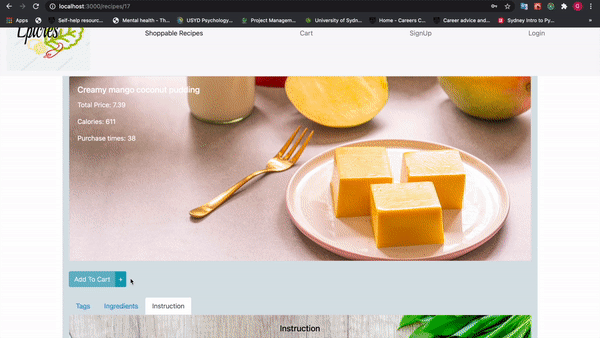 localhost:3000/recipes/17
Apps
Self-help resourc...
Mental health - Th...
USYD Psychology...
Project Managem...
University of Sydn...
Home - Careers C...
Career advice and...
Sydney Intro to Py...
Epicres
Shoppable Recipes
Cart
SignUp
Login
Creamy mango coconut pudding
Total Price: 7.39
Calories: 611
Purchase times: 38
Add To Cart +
Tags
Ingredients
Instruction
Instruction